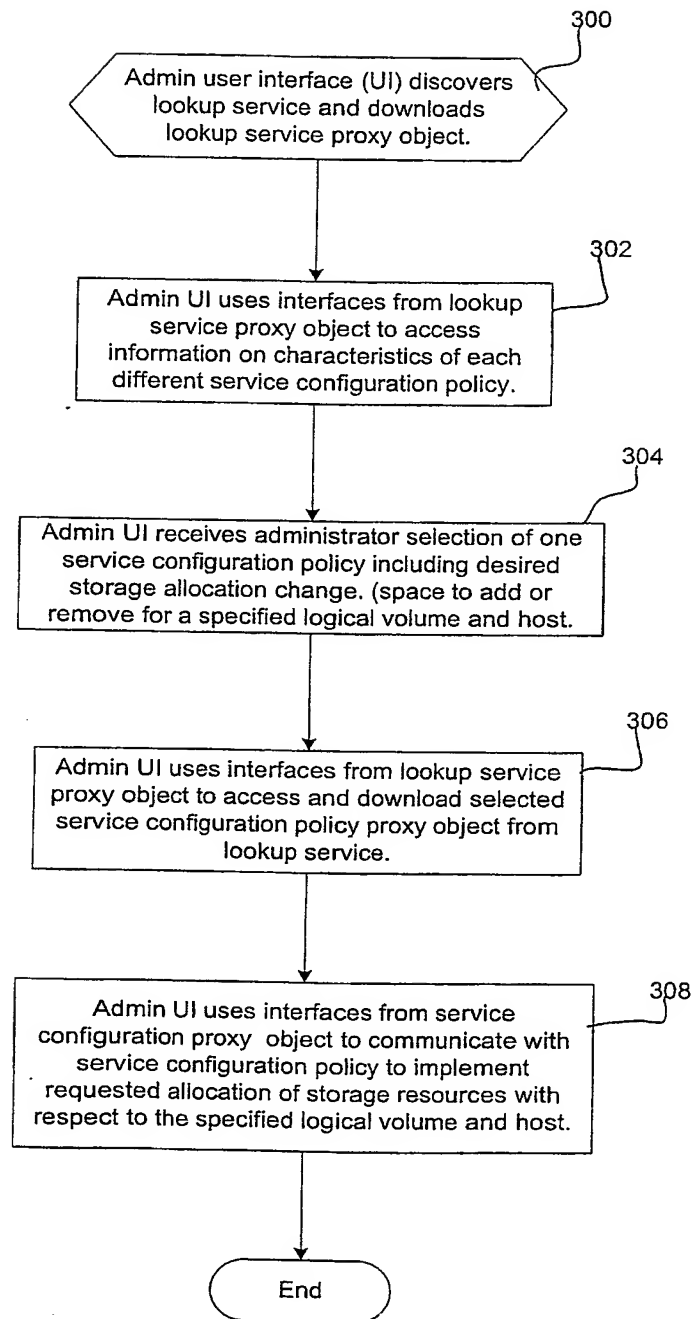 300
Admin user interface (UI) discovers
lookup service and downloads
lookup service proxy object.
302
Admin UI uses interfaces from lookup
service proxy object to access
information on characteristics of each
different service configuration policy.
304
Admin UI receives administrator selection of one
service configuration policy including desired
storage allocation change. (space to add or
remove for a specified logical volume and host.
306
Admin UI uses interfaces from lookup service
proxy object to access and download selected
service configuration policy proxy object from
lookup service.
308
Admin UI uses interfaces from service
configuration proxy object to communicate with
service configuration policy to implement
requested allocation of storage resources with
respect to the specified logical volume and host.
End